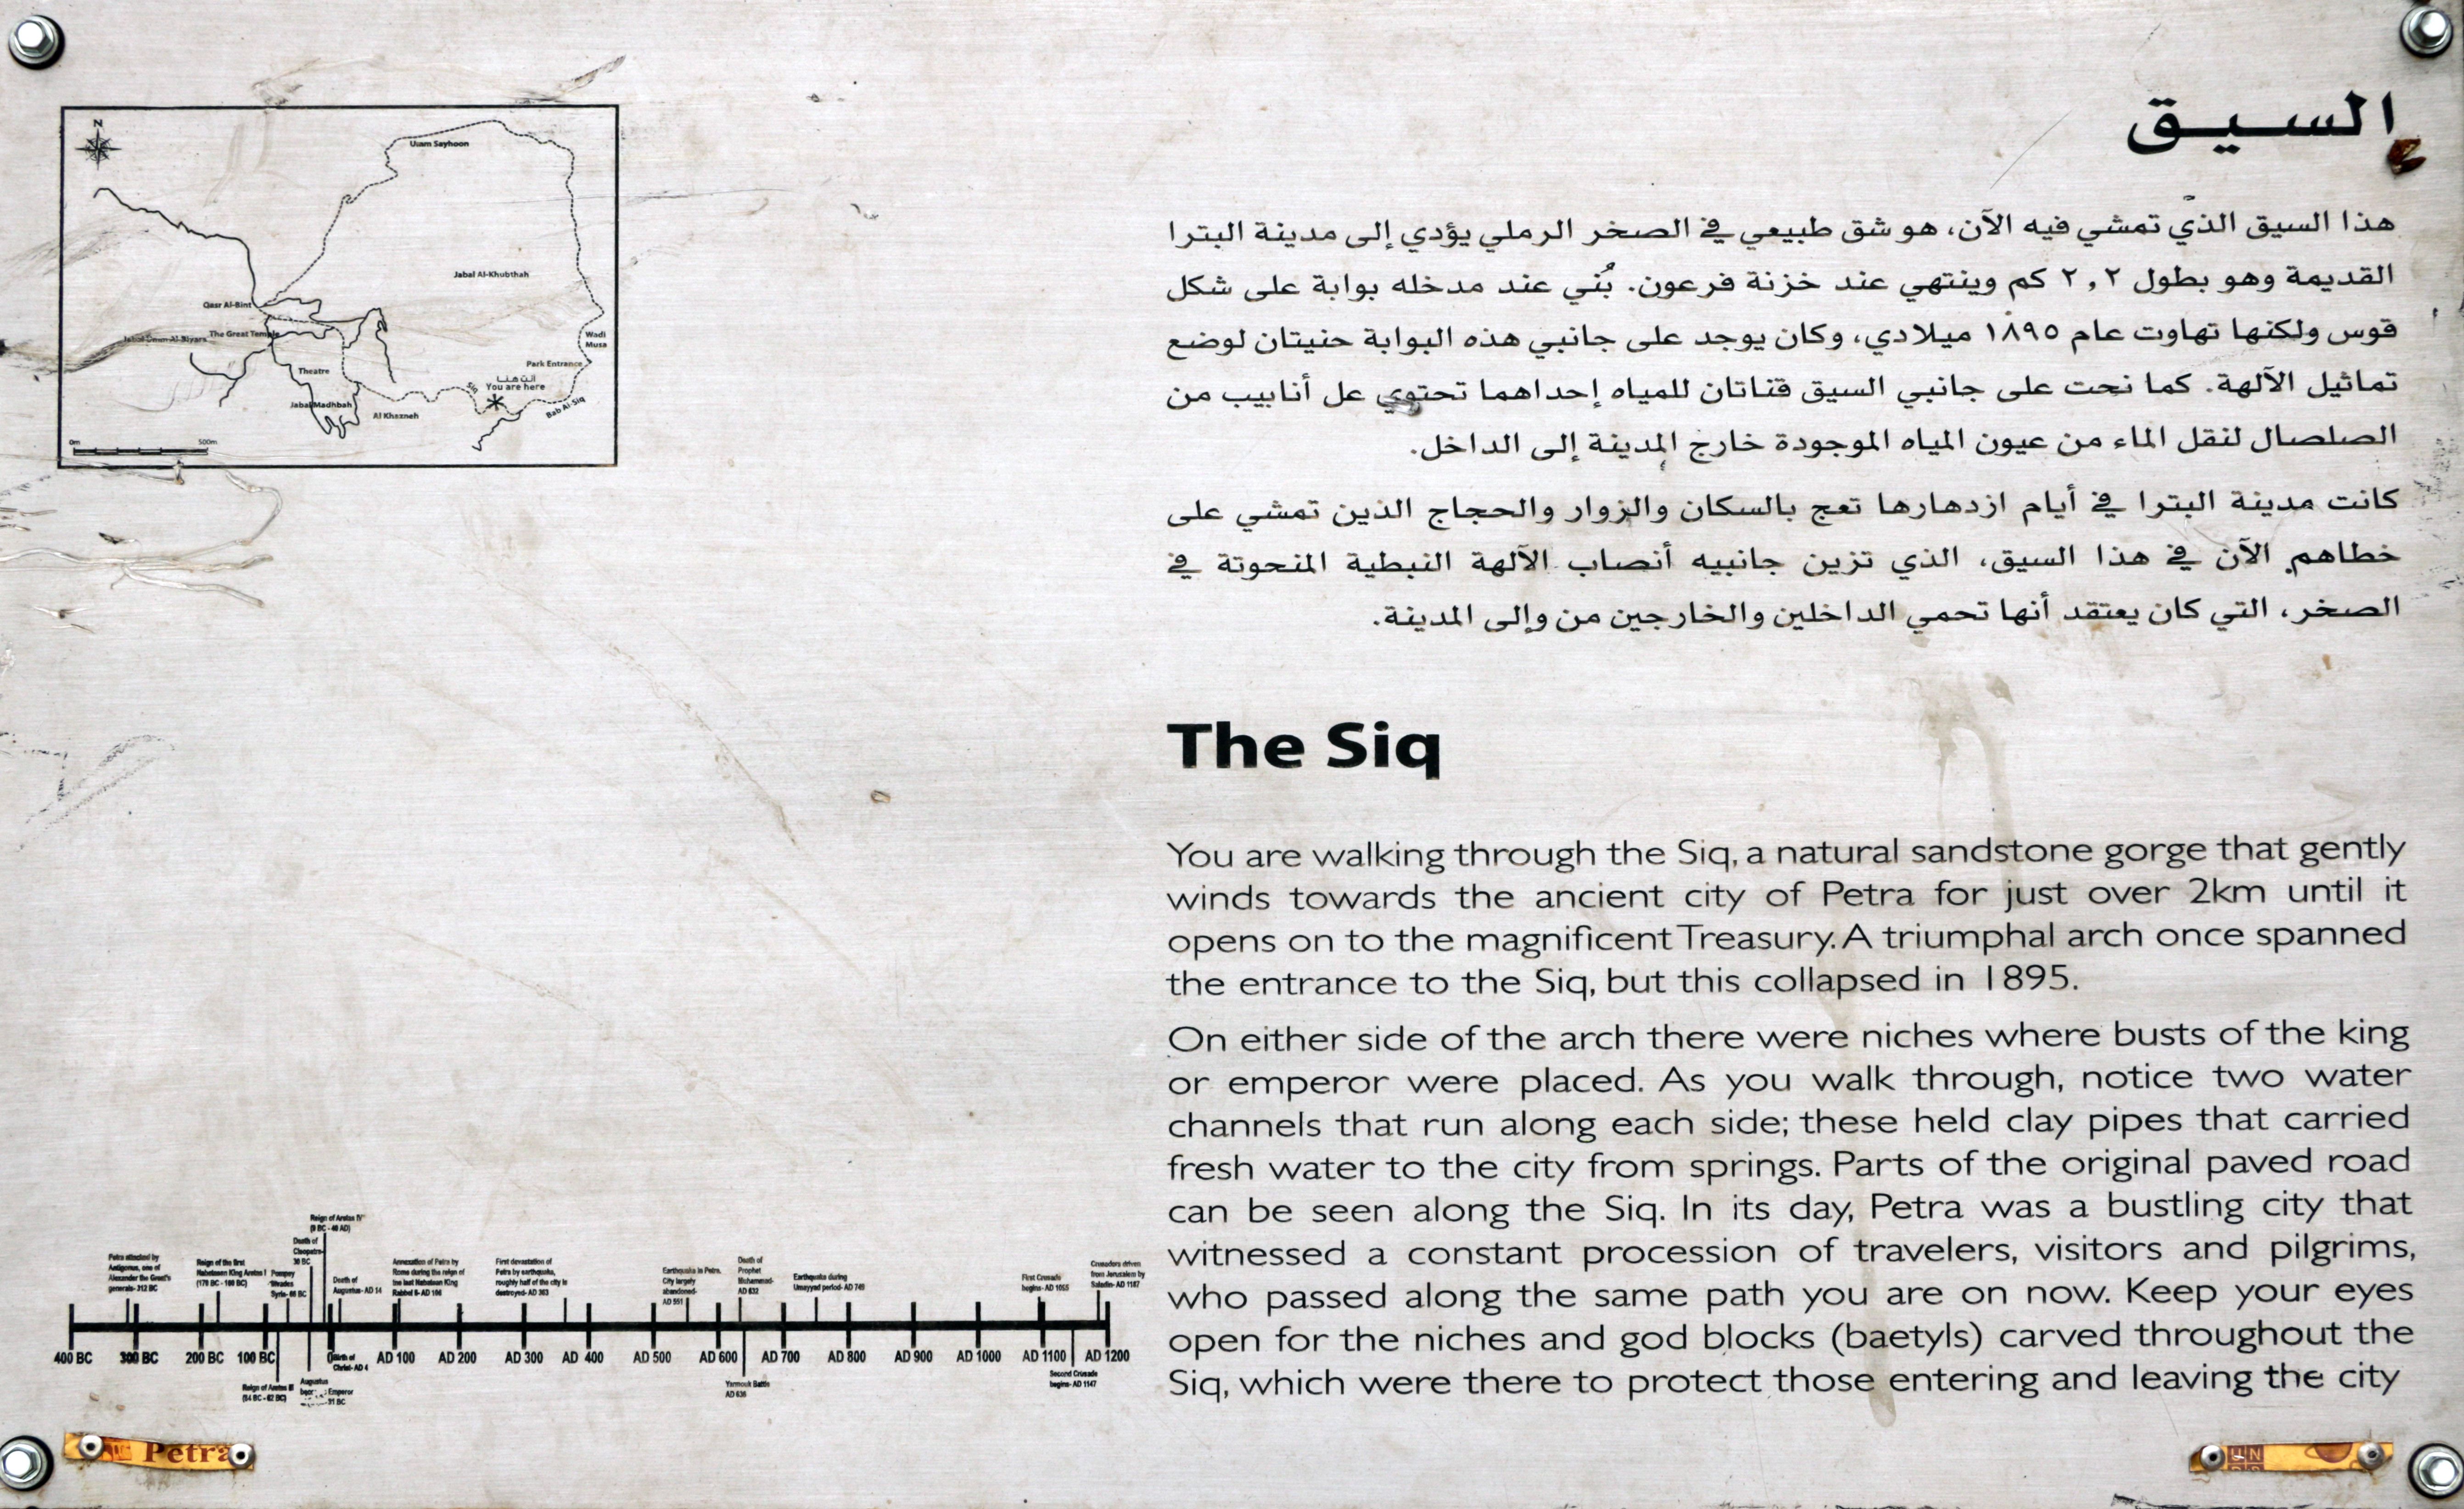 السيق
هذا السيق الذي تمشي فيه الآن، هو شق طبيعي في الصخر الرملي يؤدي إلى مدينة البترا
القديمة وهو بطول ٢,٢ كم وينتهي عند خزنة فرعون. بُني عند مدخله بوابة على شكل
قوس ولكنها تهاوت عام ١٨٩٥ ميلادي، وكان يوجد على جانبي هذه البوابة حنيتان لوضع
تماثيل الآلهة. كما نحت على جانبي السيق قناتان للمياه إحداهما تحتوي عل أنابيب من
الصلصال لنقل الماء من عيون المياه الموجودة خارج المدينة إلى الداخل.
كانت مدينة البترا في أيام ازدهارها تعج بالسكان والزوار والحجاج الذين تمشي على
خطاهم الآن في هذا السيق، الذي تزين جانبيه أنصاب الآلهة النبطية المنحوتة في
الصخر، التي كان يعتقد أنها تحمي الداخلين والخارجين من وإلى المدينة.
The Siq
You are walking through the Siq, a natural sandstone gorge that gently
winds towards the ancient city of Petra for just over 2km until it
opens on to the magnificent Treasury. A triumphal arch once spanned
the entrance to the Siq, but this collapsed in 1895.
On either side of the arch there were niches where busts of the king
or emperor were placed. As you walk through, notice two water
channels that run along each side; these held clay pipes that carried
fresh water to the city from springs. Parts of the original paved road
can be seen along the Siq. In its day, Petra was a bustling city that
witnessed a constant procession of travelers, visitors and pilgrims,
who passed along the same path you are on now. Keep your eyes
open for the niches and god blocks (baetyls) carved throughout the
Siq, which were there to protect those entering and leaving the city
N
Umm Sayhoon
Jabal Al-Khubthah
Qasr Al-Bint
The Great Temple
Jabal Umm Al-Biyara
Wadi
Musa
Park Entrance
Theatre
أنت هنا
You are here
Siq
Bab Al-Siq
Jabal Madhbah
Al Khazneh
0m 500m
Reign of Aretas IV
(9 BC - 40 AD)
Death of
Cleopatra-
30 BC
Petra attacked by
Antigonus, one of
Alexander the Great's
generals- 312 BC
Reign of the first
Nabataean King Aretas I
(170 BC - 160 BC)
Pompey
Invades
Syria-
Death of
Augustus- AD 14
Annexation of Petra by
Rome during the reign of
the last Nabataean King
Rabbel II- AD 106
First devastation of
Petra by earthquake,
roughly half of the city is
destroyed- AD 363
Earthquake in Petra.
City largely
abandoned-
AD 551
Death of
Prophet
Muhammad-
AD 632
Earthquake during
Umayyad period- AD 749
First Crusade
begins-
Crusaders driven
from Jerusalem by
Saladin- AD 1187
400 BC 300 BC 200 BC 100 BC 0 AD 100 AD 200 AD 300 AD 400 AD 500 AD 600 AD 700 AD 800 AD 900 AD 1000 AD 1100 AD 1200
Birth of
Christ- AD 4
Reign of Aretas III
(84 BC - 62 BC)
Augustus
Emperor
31 BC
Yarmouk Battle
AD 636
Second Crusade
begins- AD 1147
Petra